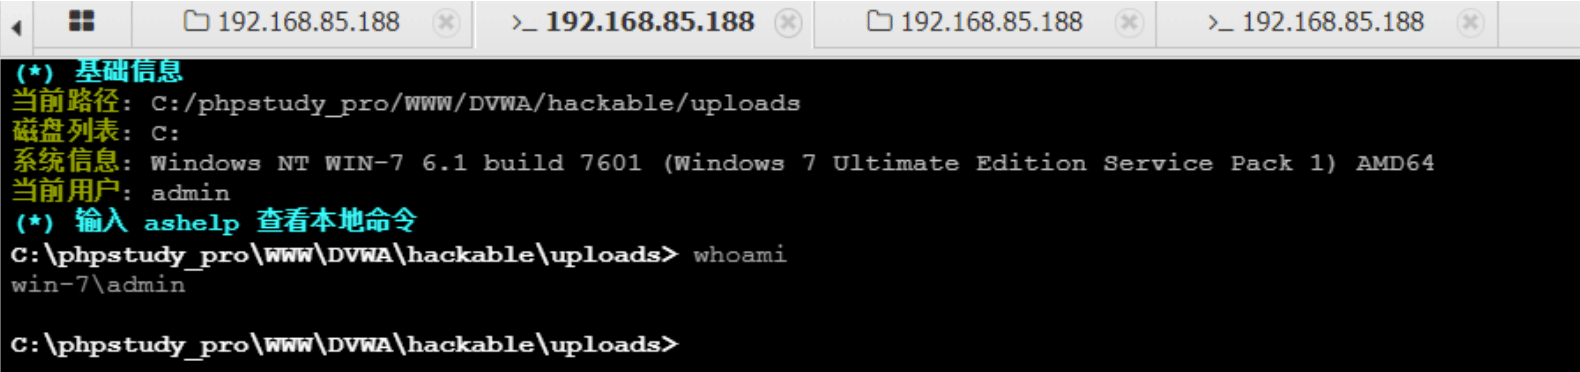 192.168.85.188 >_ 192.168.85.188 192.168.85.188 >_ 192.168.85.188
(*) 基础信息
当前路径: C:/phpstudy_pro/WWW/DVWA/hackable/uploads
磁盘列表: C:
系统信息: Windows NT WIN-7 6.1 build 7601 (Windows 7 Ultimate Edition Service Pack 1) AMD64
当前用户: admin
(*) 输入 ashelp 查看本地命令
C:\phpstudy_pro\WWW\DVWA\hackable\uploads> whoami
win-7\admin
C:\phpstudy_pro\WWW\DVWA\hackable\uploads>